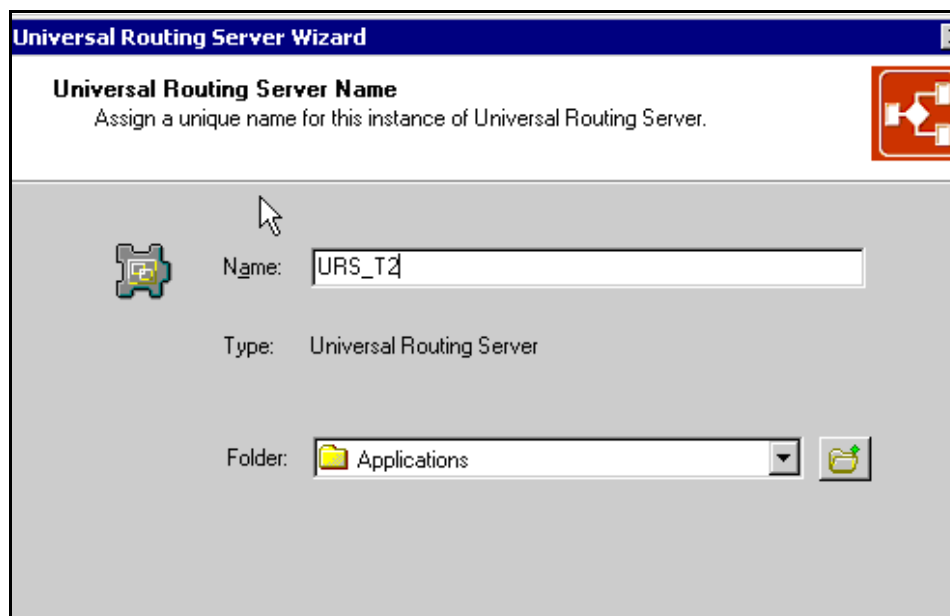 Universal Routing Server Wizard
Universal Routing Server Name
Assign a unique name for this instance of Universal Routing Server.
Name: URS_T2
Type: Universal Routing Server
Folder: Applications